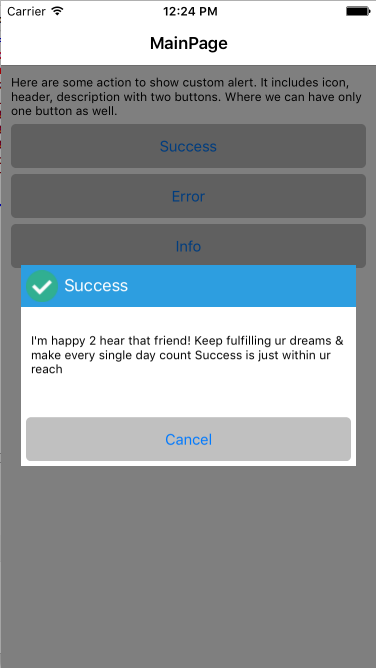 Carrier 12:24 PM
MainPage
Here are some action to show custom alert. It includes icon,
header, description with two buttons. Where we can have only
one button as well.
Success
Error
Info
Success
I'm happy 2 hear that friend! Keep fulfilling ur dreams &
make every single day count Success is just within ur
reach
Cancel